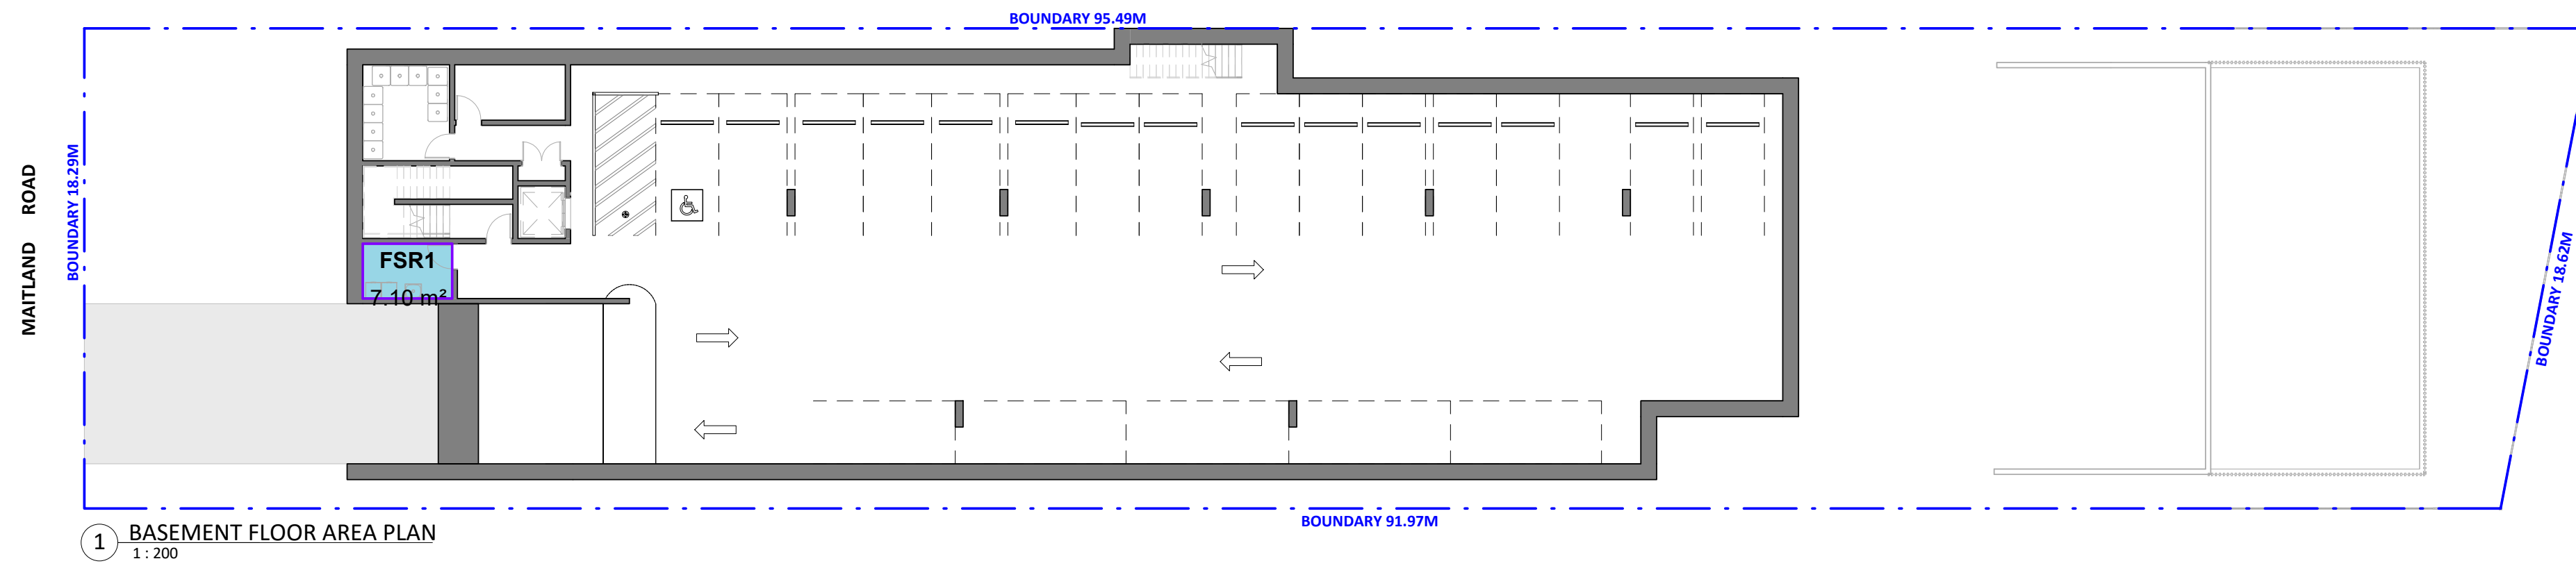 BOUNDARY 95.49M
MAITLAND ROAD
BOUNDARY 18.29M
FSR1
7.10 m²
BOUNDARY 18.62M
BOUNDARY 91.97M
1 BASEMENT FLOOR AREA PLAN
1 : 200